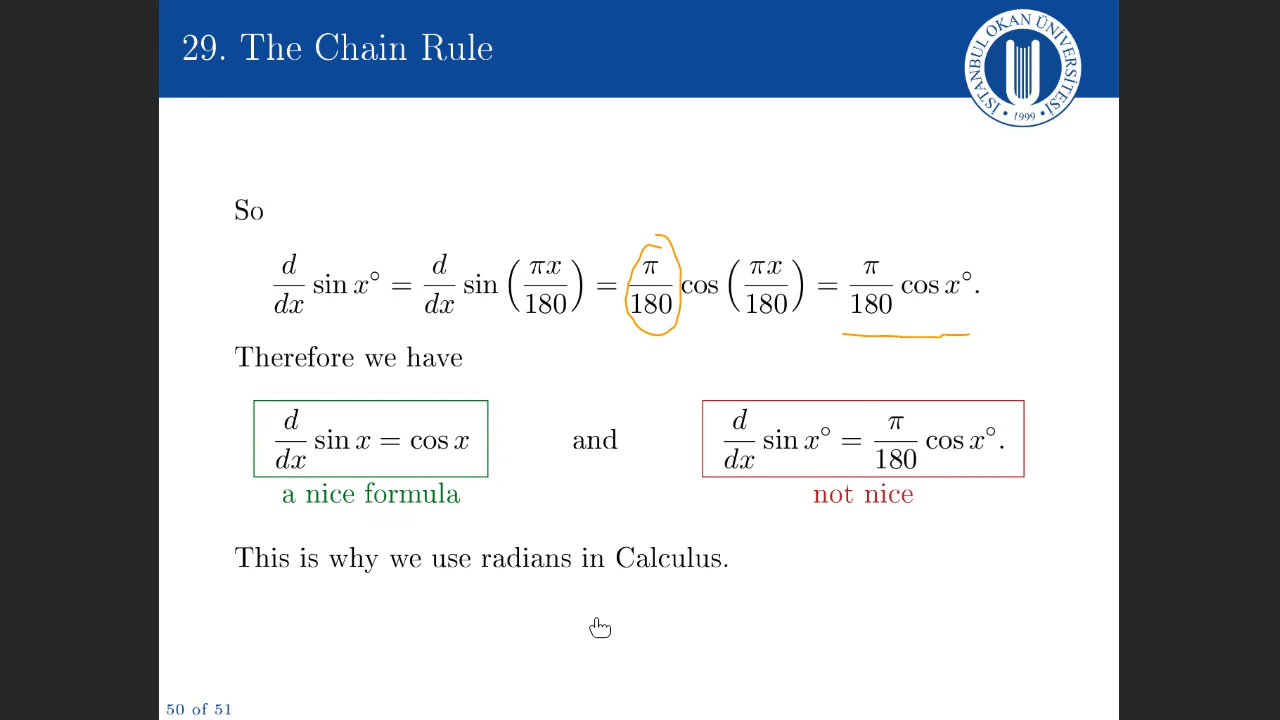 29. The Chain Rule
İSTANBUL OKAN ÜNİVERSİTESİ
• 1999 •
So
d/dx sin x° = d/dx sin (πx/180) = π/180 cos (πx/180) = π/180 cos x°.
Therefore we have
d/dx sin x = cos x and d/dx sin x° = π/180 cos x°.
a nice formula not nice
This is why we use radians in Calculus.
50 of 51